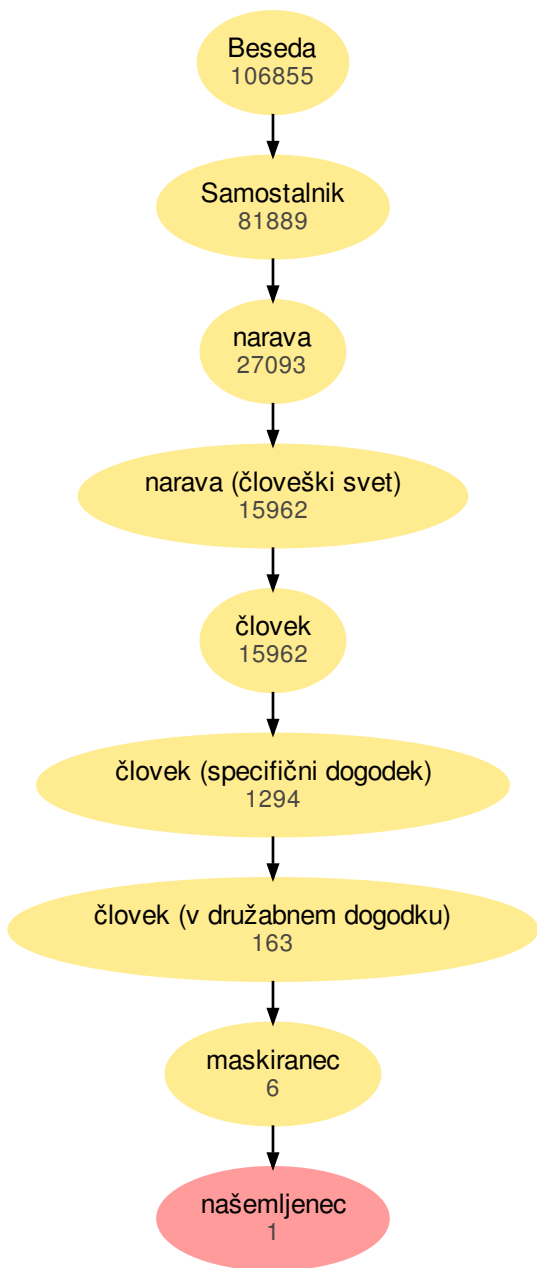 Beseda
106855
Samostalnik
81889
narava
27093
narava (človeški svet)
15962
človek
15962
človek (specifični dogodek)
1294
človek (v družabnem dogodku)
163
maskiranec
6
našemljenec
1